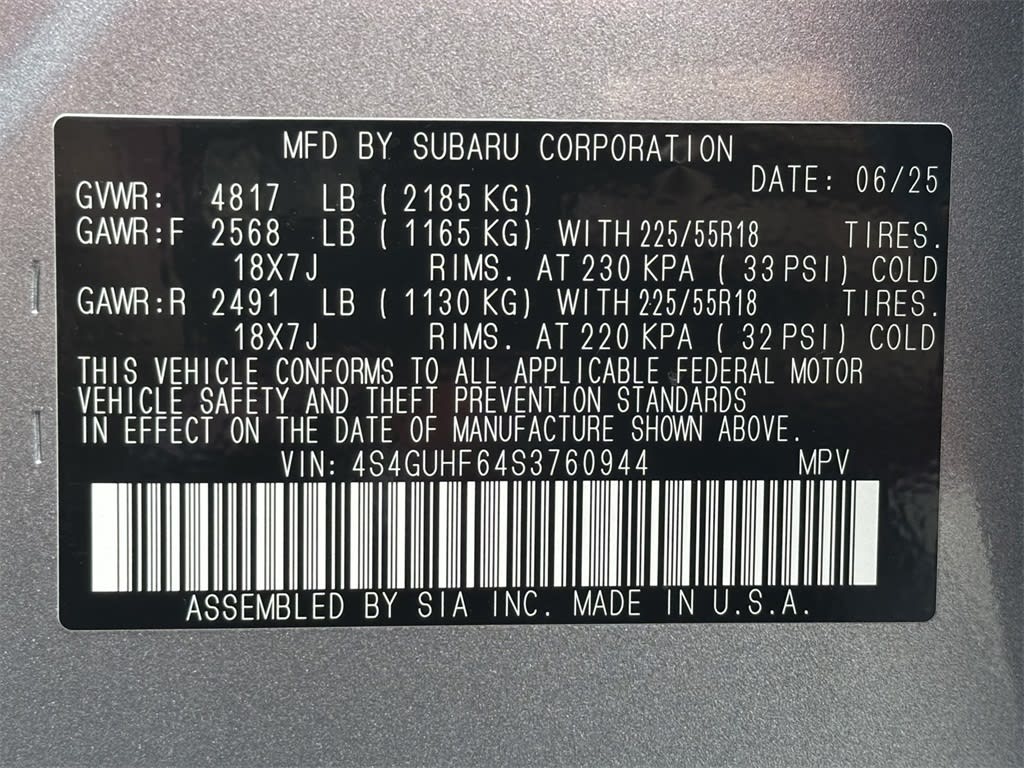 MFD BY SUBARU CORPORATION
DATE: 06/25
GVWR: 4817 LB ( 2185 KG)
GAWR:F 2568 LB ( 1165 KG) WITH 225/55R18 TIRES.
18X7J RIMS. AT 230 KPA ( 33 PSI) COLD
GAWR:R 2491 LB ( 1130 KG) WITH 225/55R18 TIRES.
18X7J RIMS. AT 220 KPA ( 32 PSI) COLD
THIS VEHICLE CONFORMS TO ALL APPLICABLE FEDERAL MOTOR
VEHICLE SAFETY AND THEFT PREVENTION STANDARDS
IN EFFECT ON THE DATE OF MANUFACTURE SHOWN ABOVE.
VIN: 4S4GUHF64S3760944 MPV
ASSEMBLED BY SIA INC. MADE IN U.S.A.